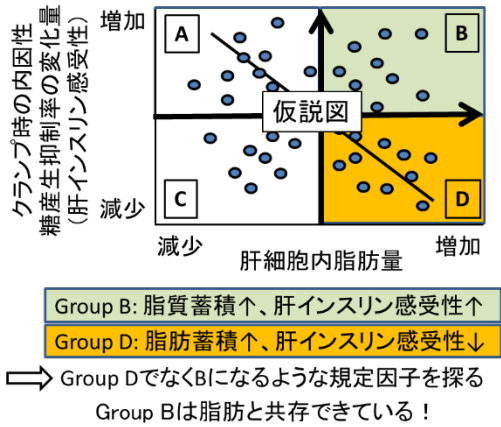 増加
クランプ時の内因性
糖産生抑制率の変化量
(肝インスリン感受性)
減少
A
B
仮説図
C
D
減少
増加
肝細胞内脂肪量
Group B: 脂質蓄積↑、肝インスリン感受性↑
Group D: 脂肪蓄積↑、肝インスリン感受性↓
⇒ Group DでなくBになるような規定因子を探る
Group Bは脂肪と共存できている！